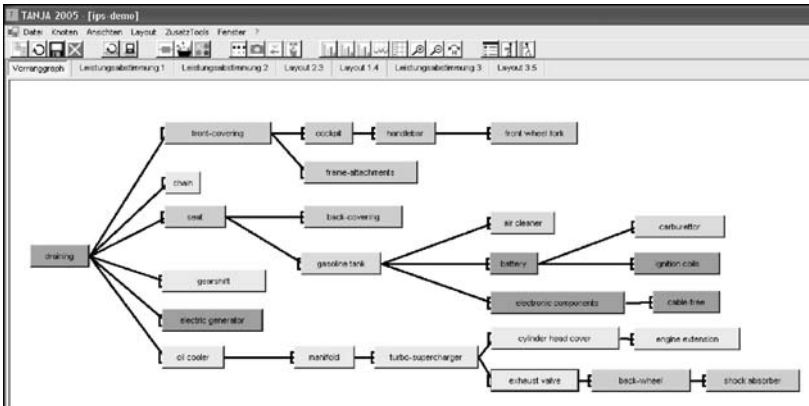 TANJA 2005 - [ips-demo]
Datei Knoten Ansichten Layout ZusatzTools Fenster ?
Vorranggraph Leistungsabstimmung.1 Leistungsabstimmung.2 Layout 2.3 Layout 1.4 Leistungsabstimmung 3 Layout 3.5
front-covering cockpit handlebar front wheel fork
frame-attachments
chain
seat back-covering
air cleaner carburettor
draining gasoline tank battery ignition coils
gearshift
electronic components cable-tree
electric generator
cylinder head cover engine extension
oil cooler manifold turbo-supercharger
exhaust valve back-wheel shock absorber